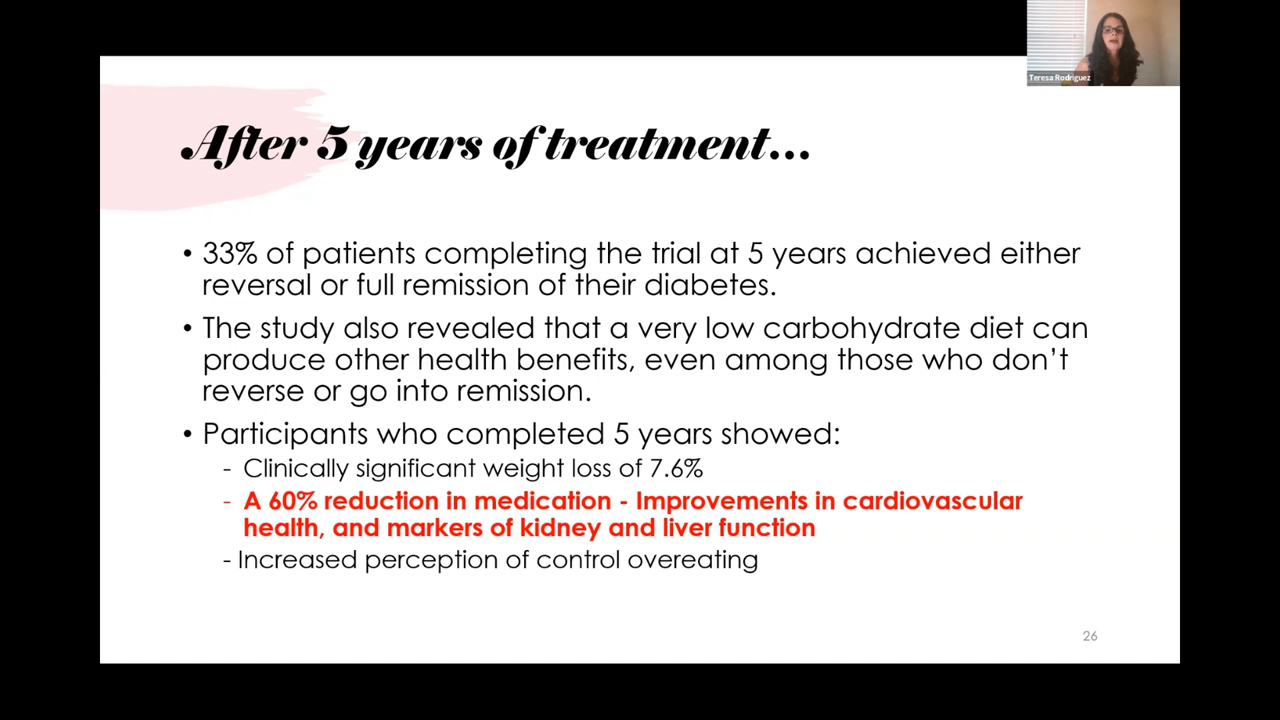 Teresa Rodriguez
After 5 years of treatment...
• 33% of patients completing the trial at 5 years achieved either
reversal or full remission of their diabetes.
• The study also revealed that a very low carbohydrate diet can
produce other health benefits, even among those who don't
reverse or go into remission.
• Participants who completed 5 years showed:
- Clinically significant weight loss of 7.6%
- A 60% reduction in medication - Improvements in cardiovascular
health, and markers of kidney and liver function
- Increased perception of control overeating
26